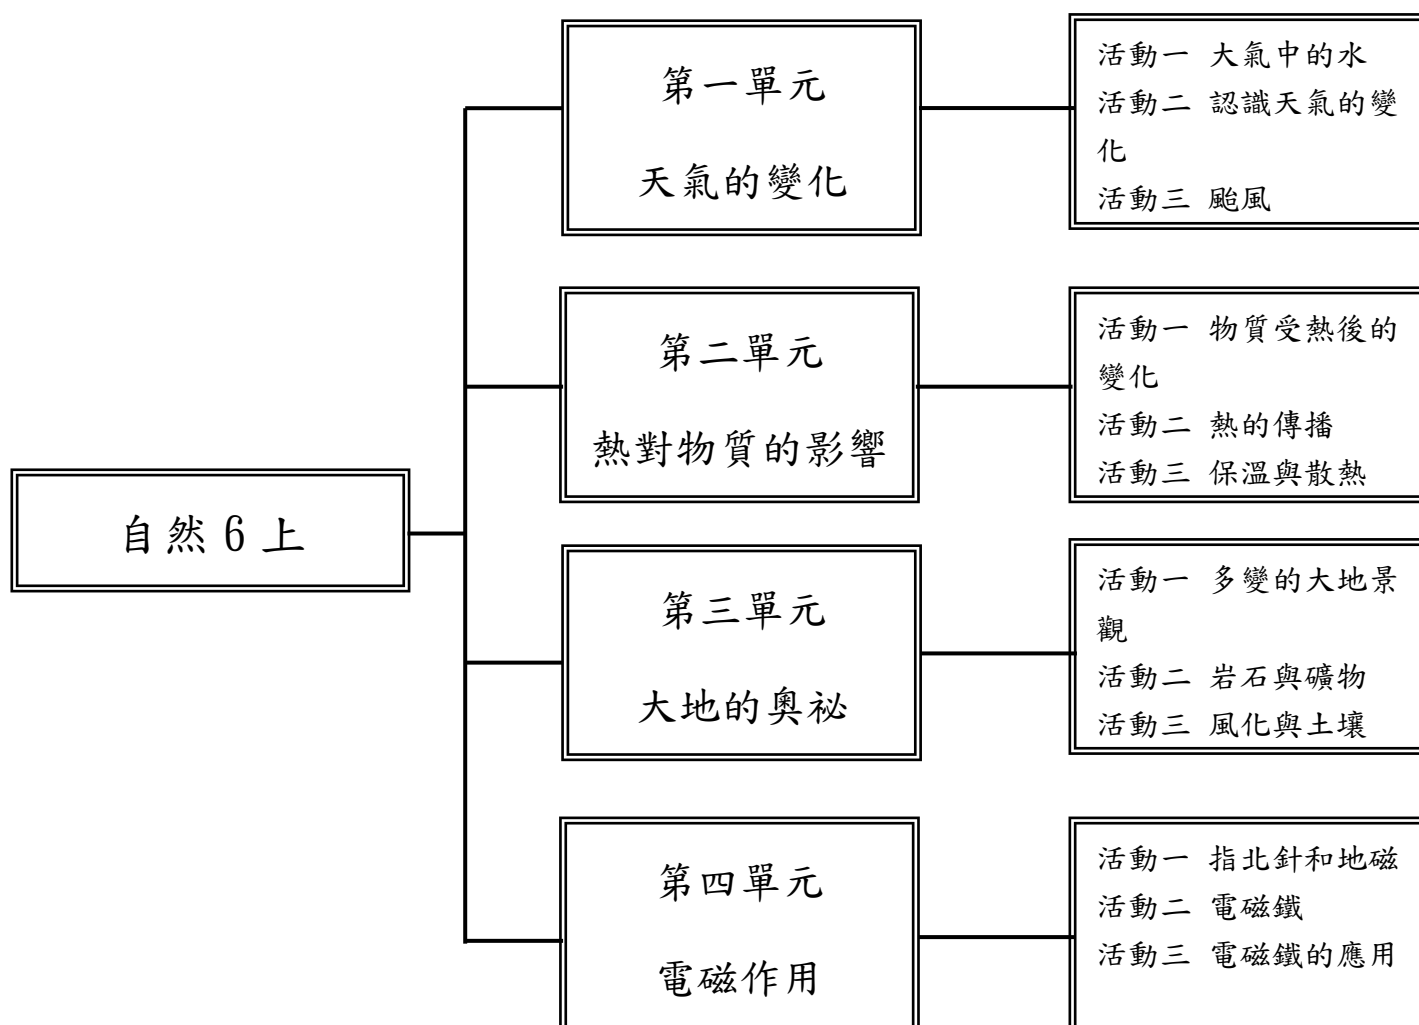 自然 6 上
第一單元
天氣的變化
活動一 大氣中的水
活動二 認識天氣的變
化
活動三 颱風
第二單元
熱對物質的影響
活動一 物質受熱後的
變化
活動二 熱的傳播
活動三 保溫與散熱
第三單元
大地的奧祕
活動一 多變的大地景
觀
活動二 岩石與礦物
活動三 風化與土壤
第四單元
電磁作用
活動一 指北針和地磁
活動二 電磁鐵
活動三 電磁鐵的應用